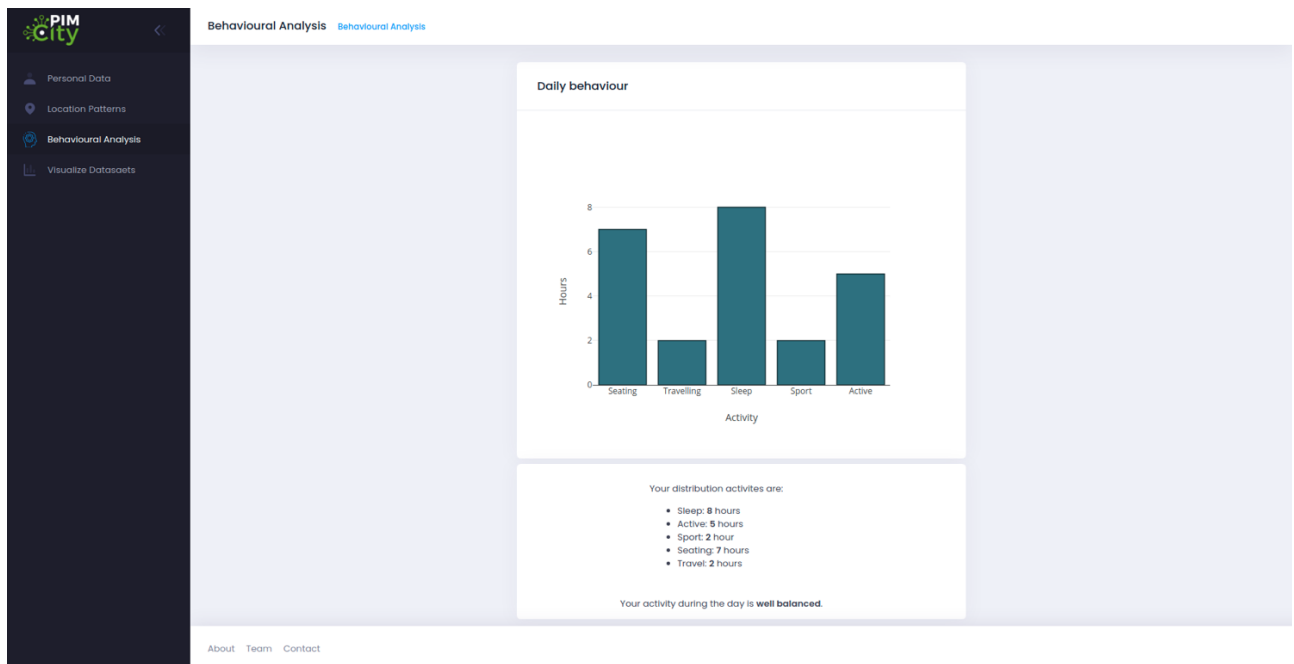 PIM
City
Behavioural Analysis Behavioural Analysis
Personal Data
Location Patterns
Behavioural Analysis
Visualize Datasaets
Daily behaviour
8
6
4
2
0
Hours
Seating Travelling Sleep Sport Active
Activity
Your distribution activites are:
• Sleep: 8 hours
• Active: 5 hours
• Sport: 2 hour
• Seating: 7 hours
• Travel: 2 hours
Your activity during the day is well balanced.
About Team Contact